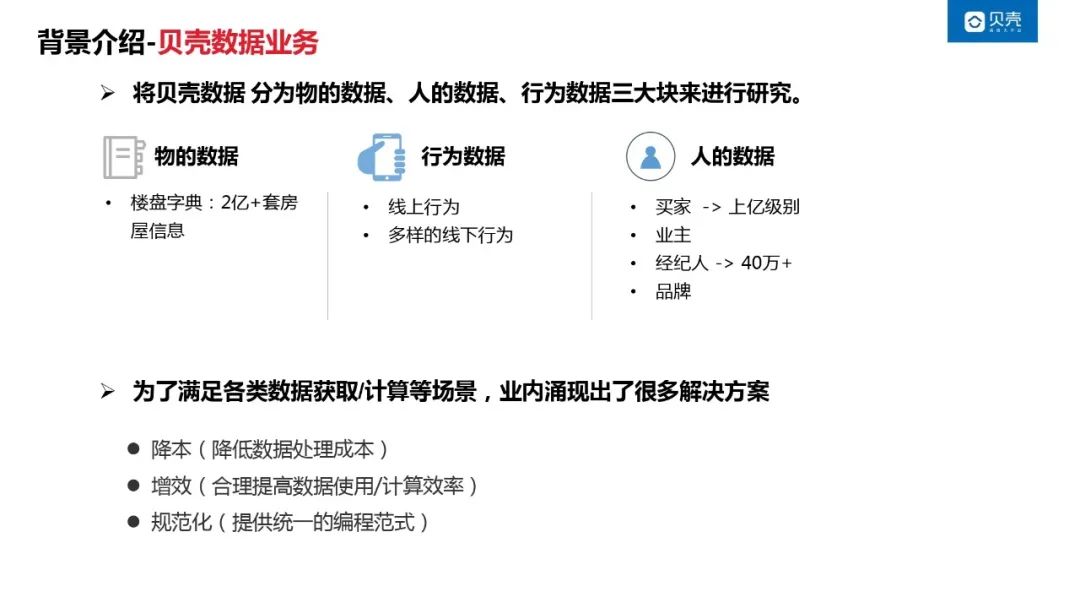 背景介绍-贝壳数据业务
贝壳
➢ 将贝壳数据 分为物的数据、人的数据、行为数据三大块来进行研究。
物的数据
• 楼盘字典：2亿+套房
屋信息
行为数据
• 线上行为
• 多样的线下行为
人的数据
• 买家 -> 上亿级别
• 业主
• 经纪人 -> 40万+
• 品牌
➢ 为了满足各类数据获取/计算等场景，业内涌现出了很多解决方案
● 降本（降低数据处理成本）
● 增效（合理提高数据使用/计算效率）
● 规范化（提供统一的编程范式）